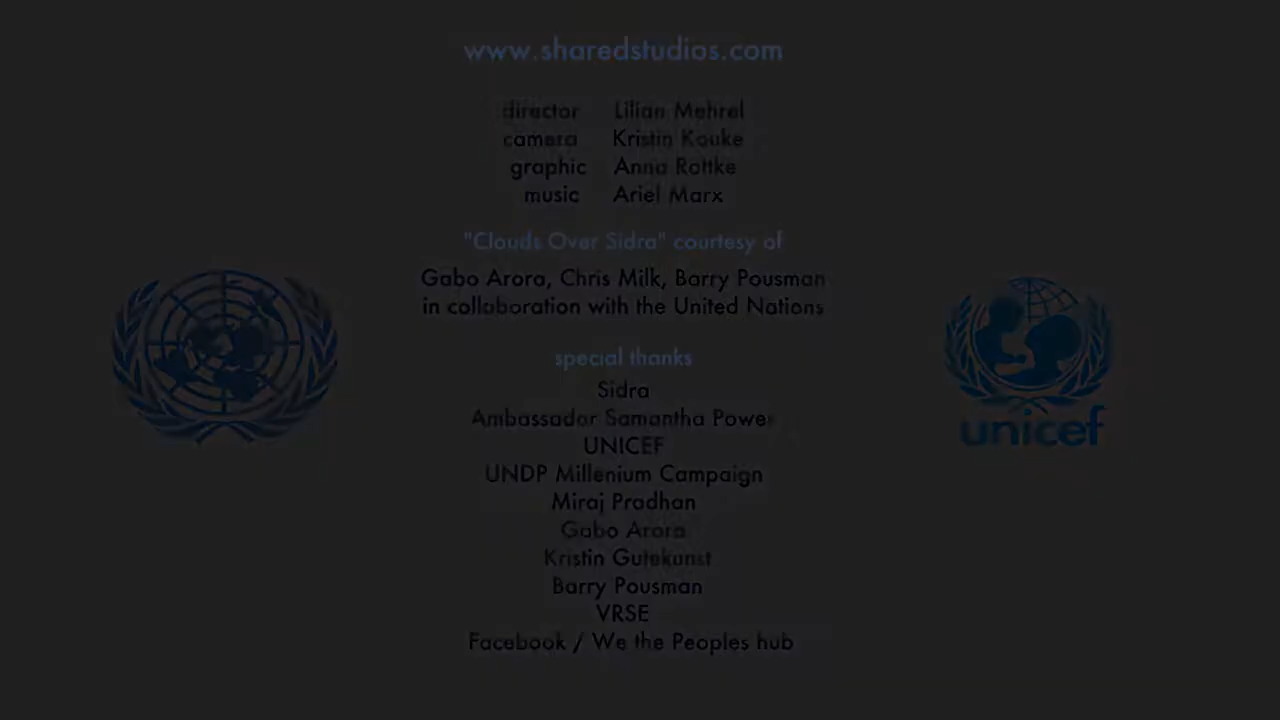 www.sharedstudios.com
director Lilian Mehrel
camera Kristin Kouke
graphic Anna Rottke
music Ariel Marx
"Clouds Over Sidra" courtesy of
Gabo Arora, Chris Milk, Barry Pousman
in collaboration with the United Nations
special thanks
Sidra
Ambassador Samantha Power
UNICEF
UNDP Millenium Campaign
Miraj Pradhan
Gabo Arora
Kristin Gutekunst
Barry Pousman
VRSE
Facebook / We the Peoples hub
unicef